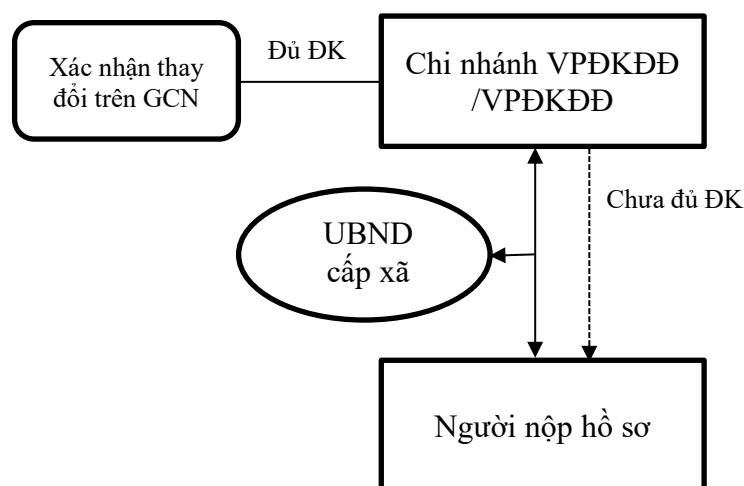 Xác nhận thay
đổi trên GCN
Đủ ĐK
Chi nhánh VPĐKĐĐ
/VPĐKĐĐ
Chưa đủ ĐK
UBND
cấp xã
Người nộp hồ sơ